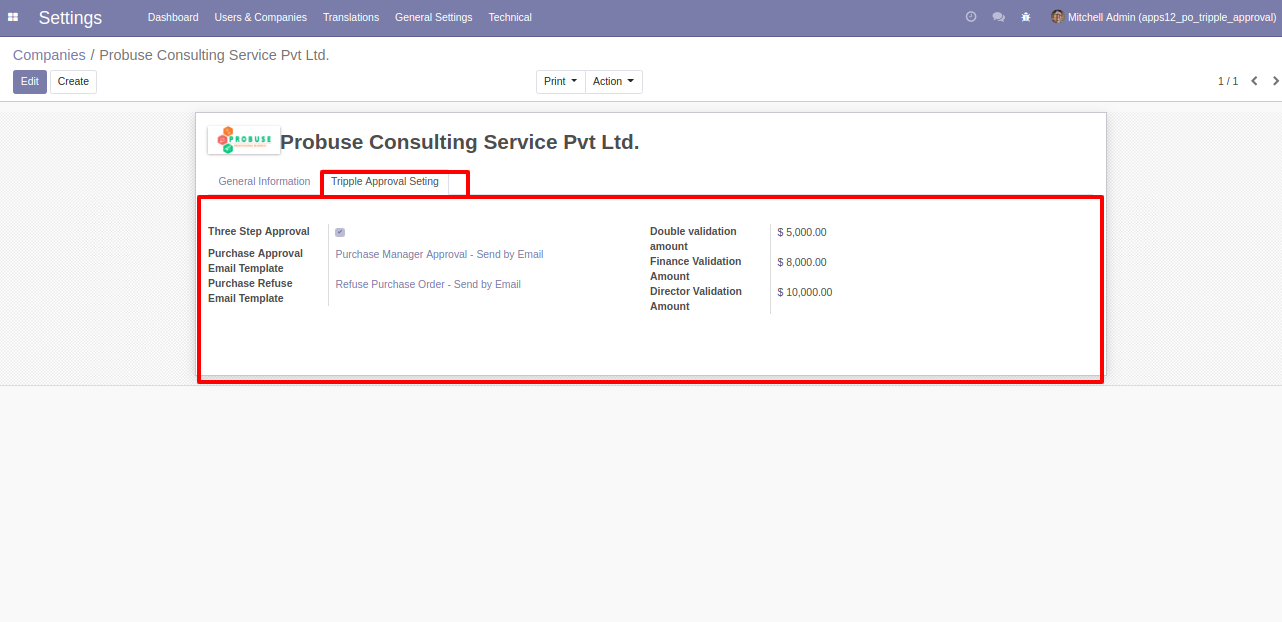 Settings Dashboard Users & Companies Translations General Settings Technical Mitchell Admin (apps12_po_tripple_approval)
Companies / Probuse Consulting Service Pvt Ltd.
Edit Create Print Action 1 / 1
PROBUSE
Probuse Consulting Service Pvt Ltd.
General Information Tripple Approval Seting
Three Step Approval
Purchase Approval
Email Template
Purchase Manager Approval - Send by Email
Purchase Refuse
Email Template
Refuse Purchase Order - Send by Email
Double validation
amount
$ 5,000.00
Finance Validation
Amount
$ 8,000.00
Director Validation
Amount
$ 10,000.00